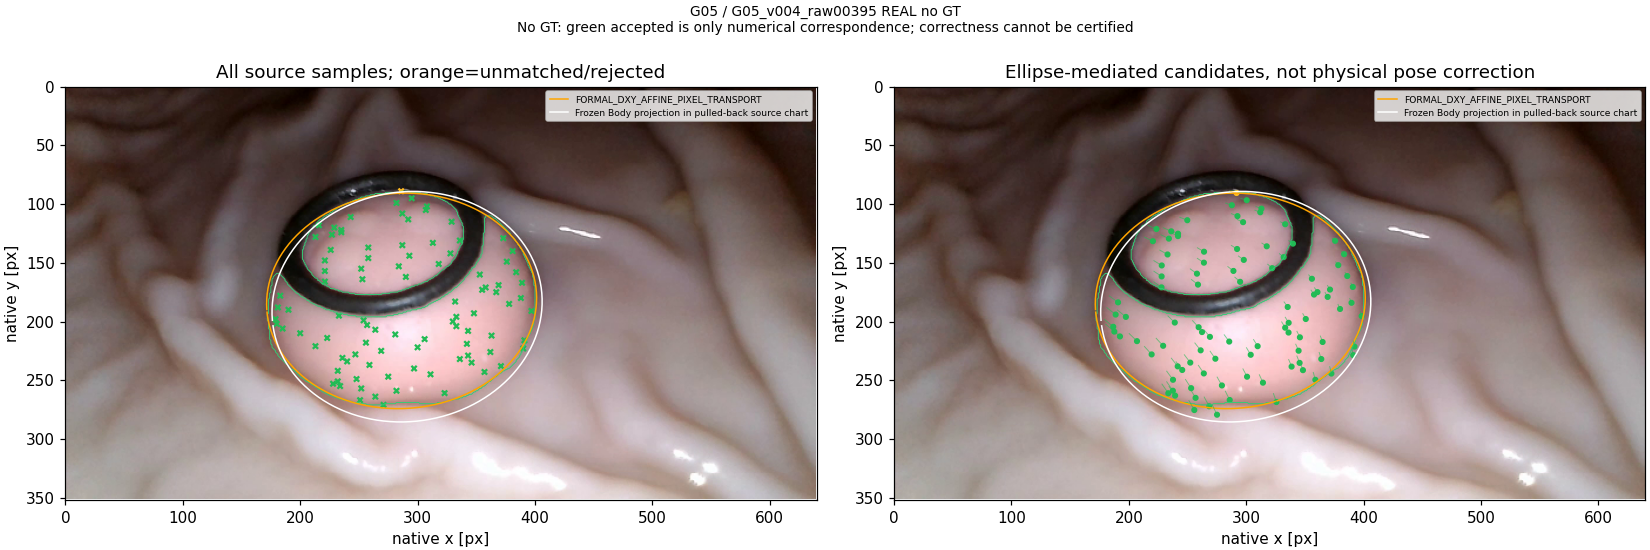 G05 / G05_v004_raw00395 REAL no GT
No GT: green accepted is only numerical correspondence; correctness cannot be certified
All source samples; orange=unmatched/rejected
FORMAL_DXY_AFFINE_PIXEL_TRANSPORT
Frozen Body projection in pulled-back source chart
0
50
100
150
200
250
300
350
native y [px]
0
100
200
300
400
500
600
native x [px]
Ellipse-mediated candidates, not physical pose correction
FORMAL_DXY_AFFINE_PIXEL_TRANSPORT
Frozen Body projection in pulled-back source chart
0
50
100
150
200
250
300
350
native y [px]
0
100
200
300
400
500
600
native x [px]